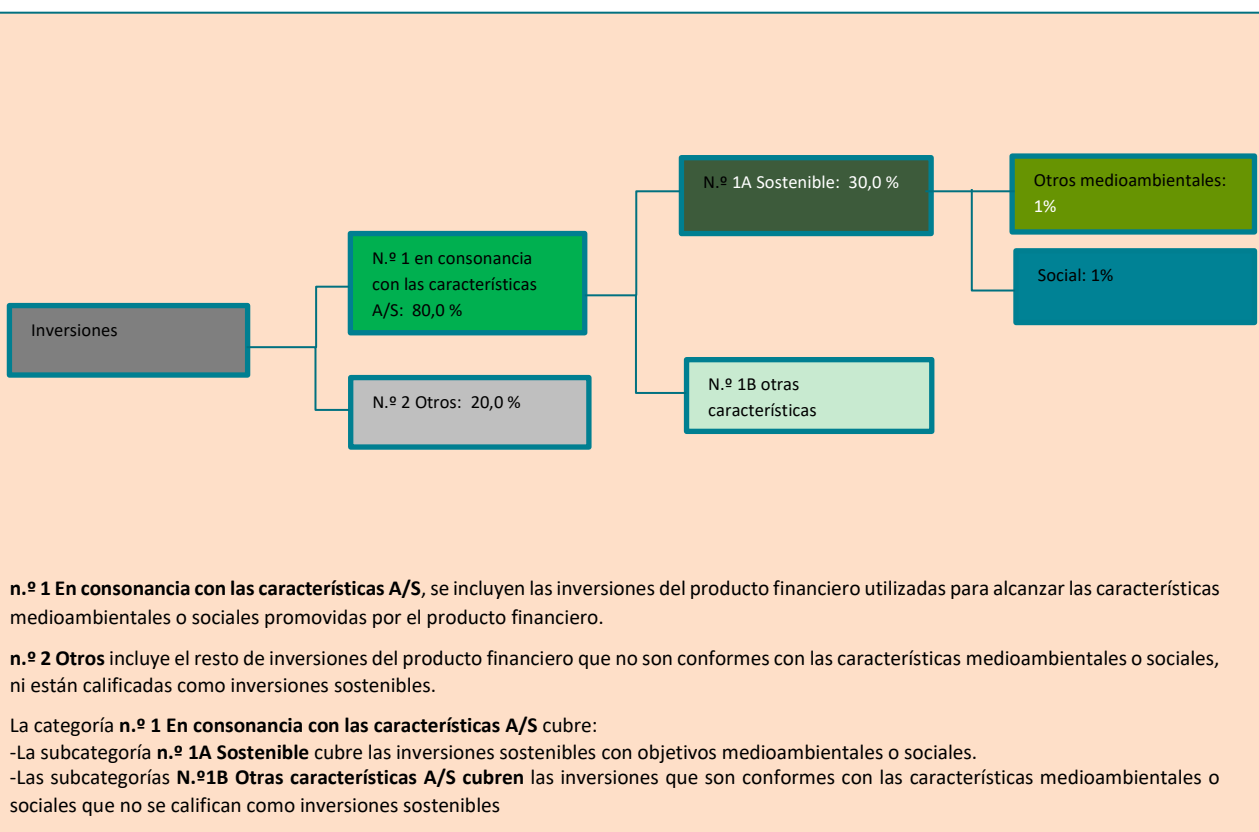 Inversiones
N.º 1 en consonancia
con las características
A/S: 80,0 %
N.º 2 Otros: 20,0 %
N.º 1A Sostenible: 30,0 %
N.º 1B otras
características
Otros medioambientales:
1%
Social: 1%
n.º 1 En consonancia con las características A/S, se incluyen las inversiones del producto financiero utilizadas para alcanzar las características
medioambientales o sociales promovidas por el producto financiero.
n.º 2 Otros incluye el resto de inversiones del producto financiero que no son conformes con las características medioambientales o sociales,
ni están calificadas como inversiones sostenibles.
La categoría n.º 1 En consonancia con las características A/S cubre:
-La subcategoría n.º 1A Sostenible cubre las inversiones sostenibles con objetivos medioambientales o sociales.
-Las subcategorías N.º1B Otras características A/S cubren las inversiones que son conformes con las características medioambientales o
sociales que no se califican como inversiones sostenibles